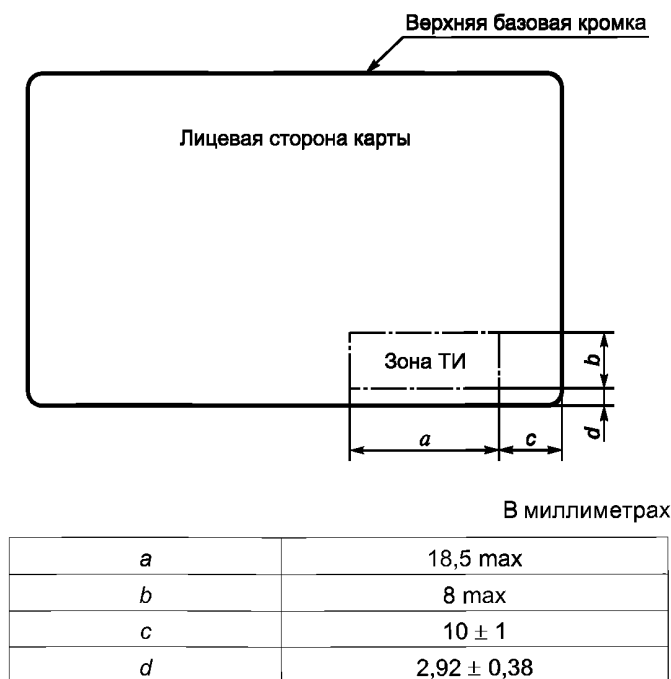 Верхняя базовая кромка
Лицевая сторона карты
Зона ТИ
b
d
a
c
В миллиметрах
a 18,5 max
b 8 max
c 10 ± 1
d 2,92 ± 0,38